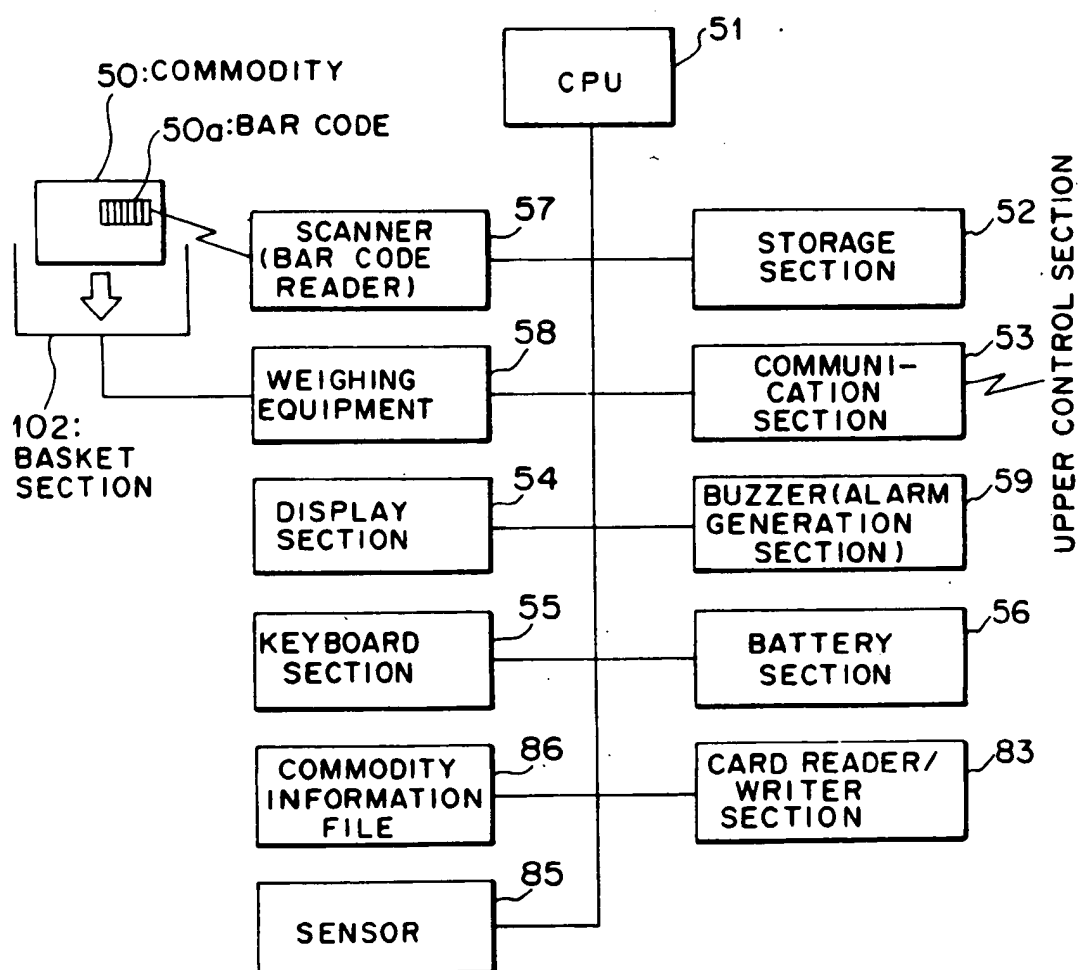 51
CPU
50:COMMODITY
50a:BAR CODE
57
SCANNER
(BAR CODE
READER)
52
STORAGE
SECTION
58
WEIGHING
EQUIPMENT
53
COMMUNI-
CATION
SECTION
UPPER CONTROL SECTION
102:
BASKET
SECTION
54
DISPLAY
SECTION
59
BUZZER(ALARM
GENERATION
SECTION)
55
KEYBOARD
SECTION
56
BATTERY
SECTION
86
COMMODITY
INFORMATION
FILE
83
CARD READER/
WRITER
SECTION
85
SENSOR